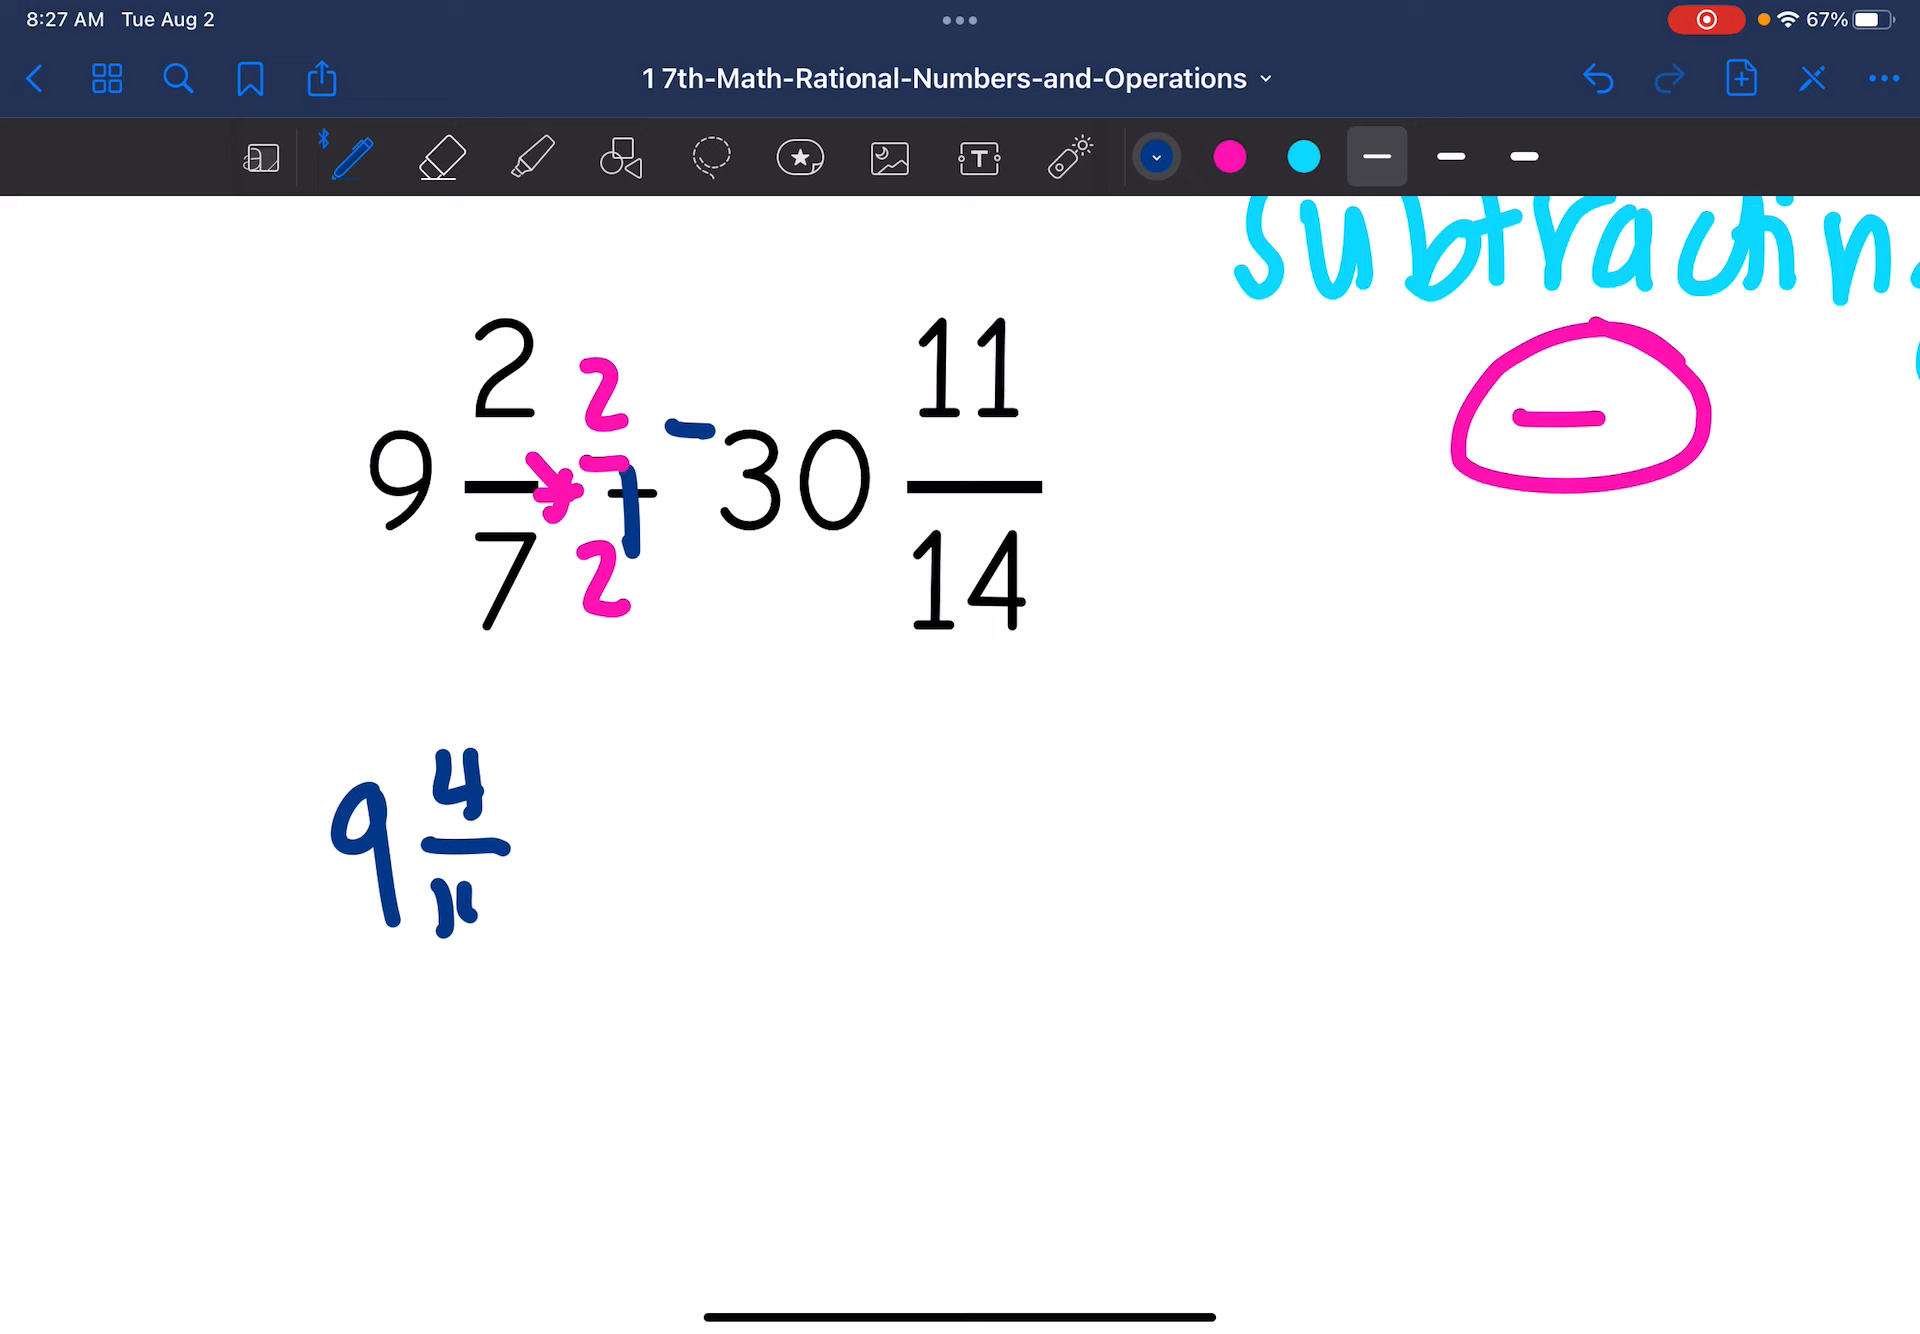 8:27 AM Tue Aug 2
67%
1 7th-Math-Rational-Numbers-and-Operations
a
T
subtractin
9 2/7 * 2/2 + -30 11/14
-
9 4/